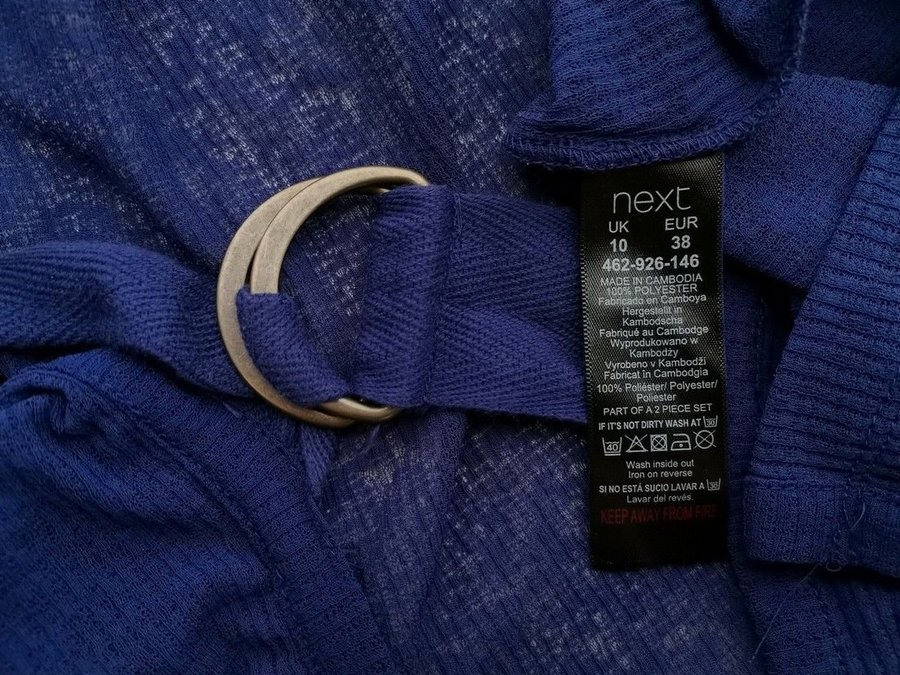 next
UK EUR
10 38
462-926-146
MADE IN CAMBODIA
100% POLYESTER
Fabricado en Camboya
Hergestellt in
Kambodscha
Fabriqué au Cambodge
Wyprodukowano w
Kambodży
Vyrobeno v Kambodži
Fabricat în Cambodgia
100% Poliéster/ Polyester/
Poliester
PART OF A 2 PIECE SET
IF IT'S NOT DIRTY WASH AT 30
40
Wash inside out
Iron on reverse
SI NO ESTÁ SUCIO LAVAR A 30
Lavar del revés.
KEEP AWAY FROM FIRE